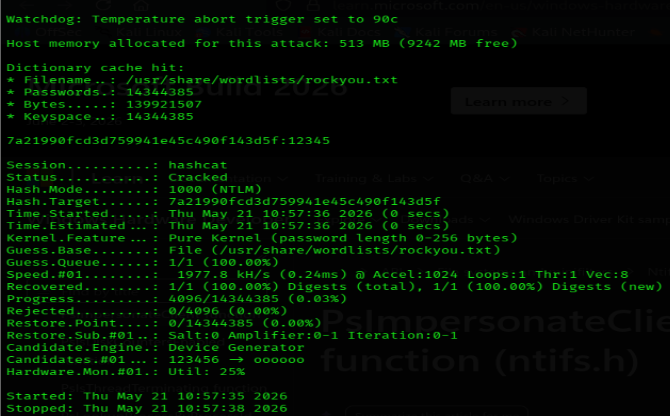 Watchdog: Temperature abort trigger set to 90c
Host memory allocated for this attack: 513 MB (9242 MB free)
Dictionary cache hit:
* Filename..: /usr/share/wordlists/rockyou.txt
* Passwords.: 14344385
* Bytes.....: 139921507
* Keyspace..: 14344385
Learn more
7a21990fcd3d759941e45c490f143d5f:12345
Session..........: hashcat
Status...........: Cracked
Hash.Mode........: 1000 (NTLM)
Hash.Target......: 7a21990fcd3d759941e45c490f143d5f
Time.Started.....: Thu May 21 10:57:36 2026 (0 secs)
Time.Estimated...: Thu May 21 10:57:36 2026 (0 secs)
Kernel.Feature...: Pure Kernel (password length 0-256 bytes)
Guess.Base.......: File (/usr/share/wordlists/rockyou.txt)
Guess.Queue......: 1/1 (100.00%)
Speed.#01........: 1977.8 kH/s (0.24ms) @ Accel:1024 Loops:1 Thr:1 Vec:8
Recovered........: 1/1 (100.00%) Digests (total), 1/1 (100.00%) Digests (new)
Progress.........: 4096/14344385 (0.03%)
Rejected.........: 0/4096 (0.00%)
Restore.Point....: 0/14344385 (0.00%)
Restore.Sub.#01..: Salt:0 Amplifier:0-1 Iteration:0-1
Candidate.Engine.: Device Generator
Candidates.#01...: 123456 → oooooo
Hardware.Mon.#01.: Util: 25%
PsImpersonateClie
function (ntifs.h)
Started: Thu May 21 10:57:35 2026
Stopped: Thu May 21 10:57:38 2026